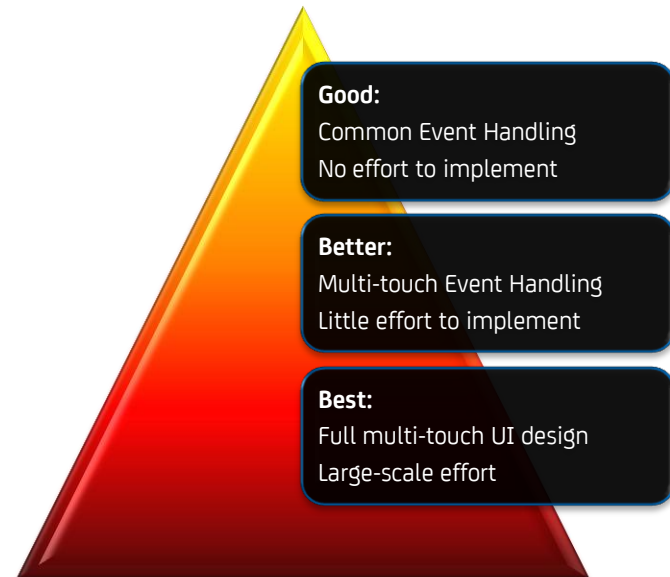 Good:
Common Event Handling
No effort to implement
Better:
Multi-touch Event Handling
Little effort to implement
Best:
Full multi-touch UI design
Large-scale effort